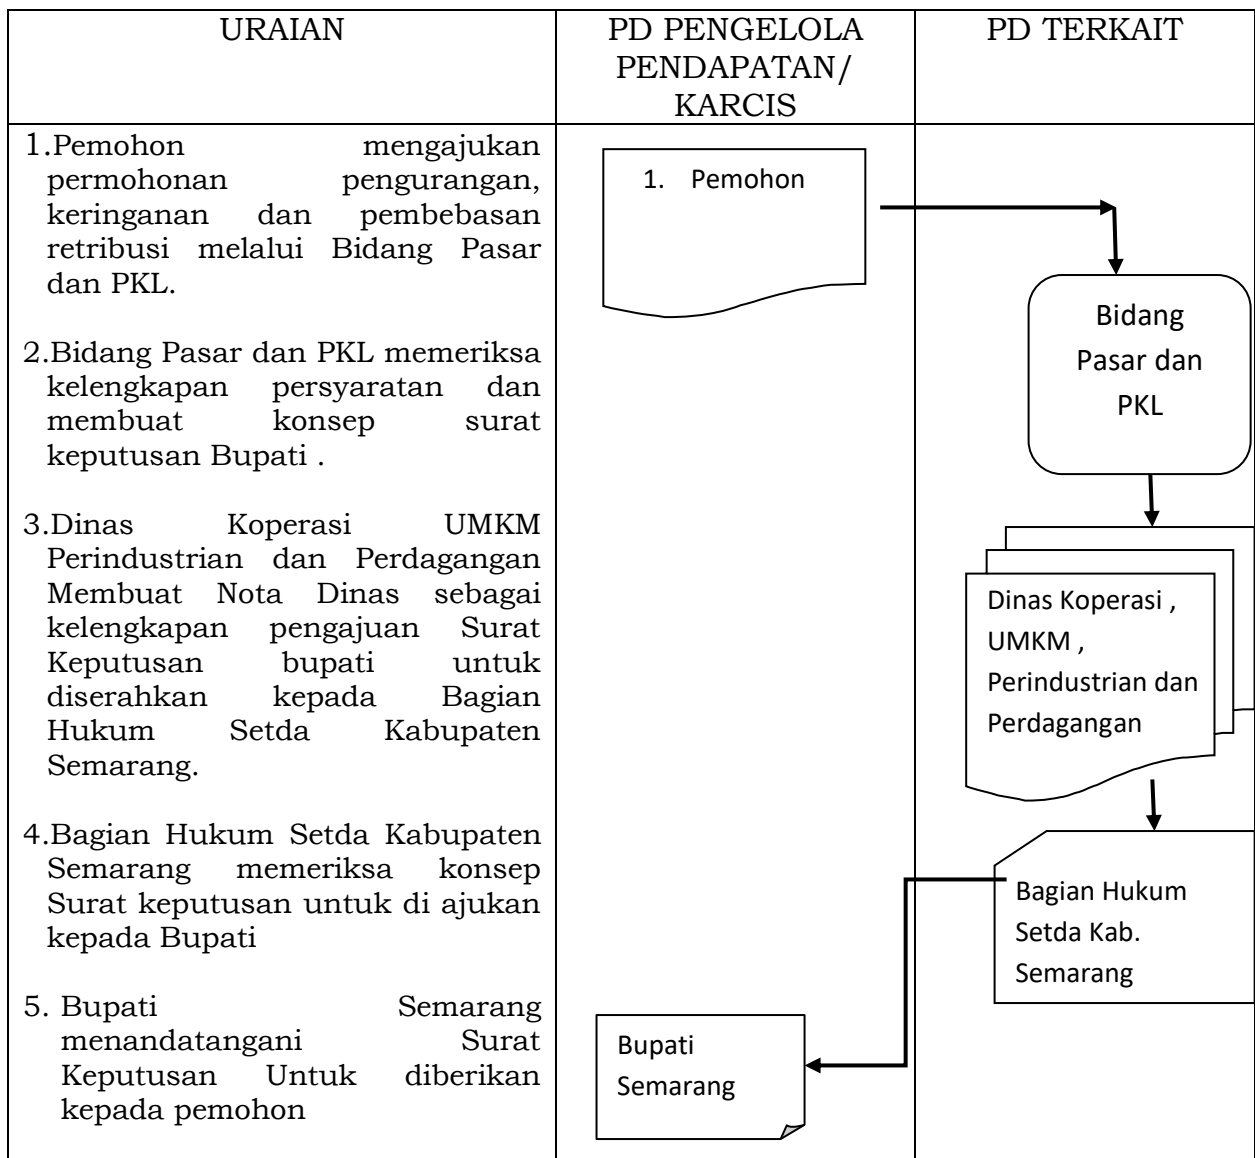 URAIAN
PD PENGELOLA
PENDAPATAN/
KARCIS
PD TERKAIT
1.Pemohon mengajukan
permohonan pengurangan,
keringanan dan pembebasan
retribusi melalui Bidang Pasar
dan PKL.
2.Bidang Pasar dan PKL memeriksa
kelengkapan persyaratan dan
membuat konsep surat
keputusan Bupati .
3.Dinas Koperasi UMKM
Perindustrian dan Perdagangan
Membuat Nota Dinas sebagai
kelengkapan pengajuan Surat
Keputusan bupati untuk
diserahkan kepada Bagian
Hukum Setda Kabupaten
Semarang.
4.Bagian Hukum Setda Kabupaten
Semarang memeriksa konsep
Surat keputusan untuk di ajukan
kepada Bupati
5. Bupati Semarang
menandatangani Surat
Keputusan Untuk diberikan
kepada pemohon
1. Pemohon
Bupati
Semarang
Bidang
Pasar dan
PKL
Dinas Koperasi ,
UMKM ,
Perindustrian dan
Perdagangan
Bagian Hukum
Setda Kab.
Semarang